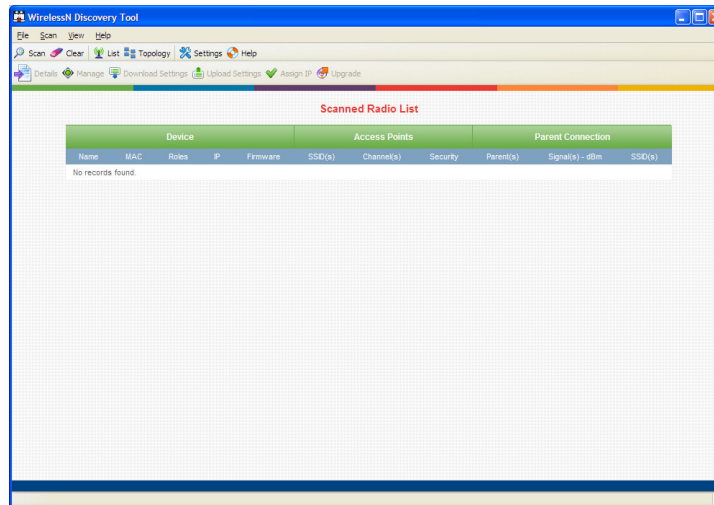 WirelessN Discovery Tool
File Scan View Help
Scan Clear List Topology Settings Help
Details Manage Download Settings Upload Settings Assign IP Upgrade
Scanned Radio List
Device Access Points Parent Connection
Name MAC Roles IP Firmware SSID(s) Channel(s) Security Parent(s) Signal(s) - dBm SSID(s)
No records found.